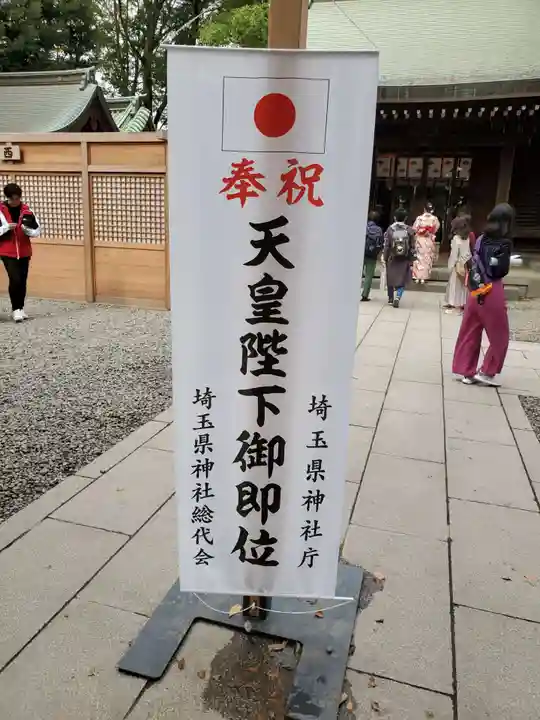 奉祝
天皇陛下御即位
埼玉県神社庁
埼玉県神社総代会
西